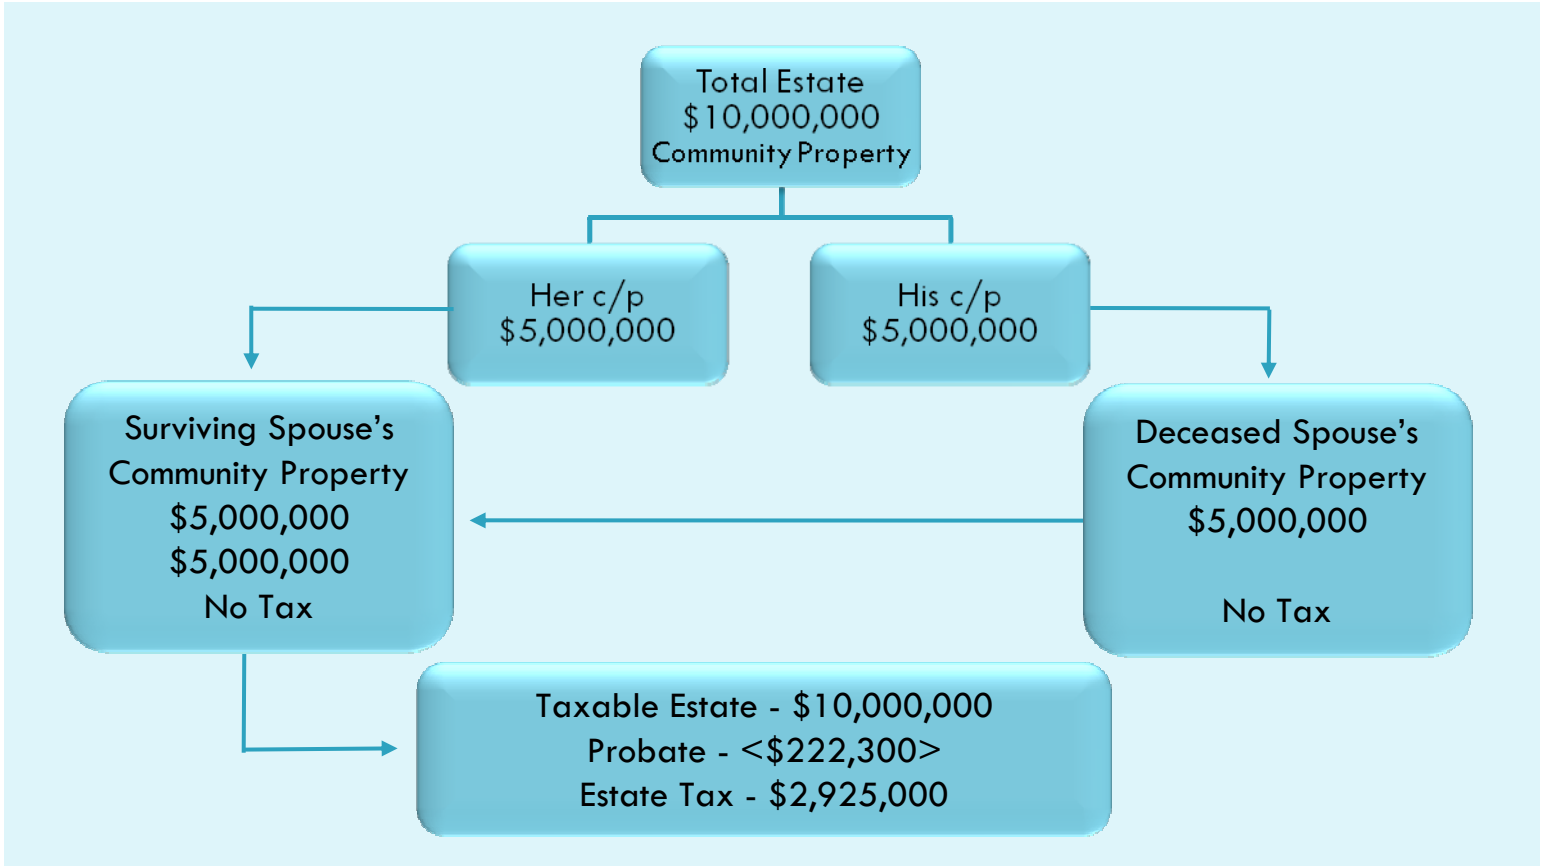 Total Estate
$10,000,000
Community Property
Her c/p
$5,000,000
His c/p
$5,000,000
Surviving Spouse’s
Community Property
$5,000,000
$5,000,000
No Tax
Deceased Spouse’s
Community Property
$5,000,000
No Tax
Taxable Estate - $10,000,000
Probate - <$222,300>
Estate Tax - $2,925,000